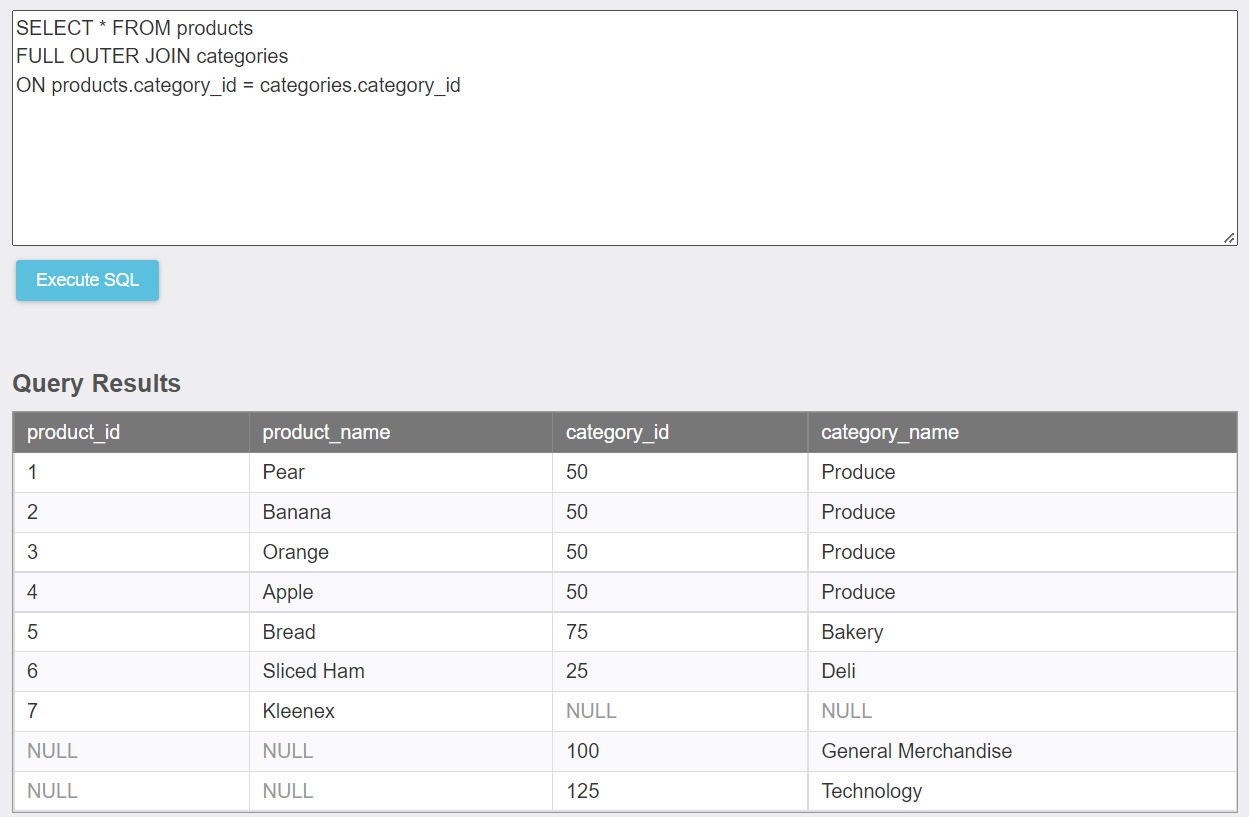 SELECT * FROM products
FULL OUTER JOIN categories
ON products.category_id = categories.category_id
Execute SQL
Query Results
product_id product_name category_id category_name
1 Pear 50 Produce
2 Banana 50 Produce
3 Orange 50 Produce
4 Apple 50 Produce
5 Bread 75 Bakery
6 Sliced Ham 25 Deli
7 Kleenex NULL NULL
NULL NULL 100 General Merchandise
NULL NULL 125 Technology